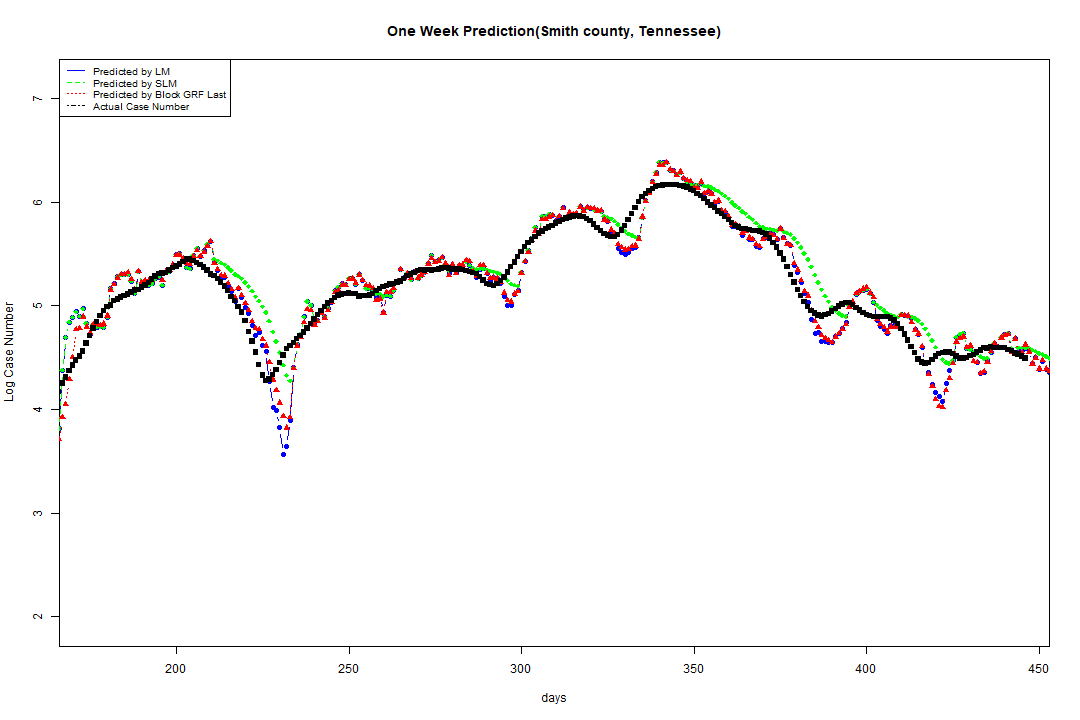 One Week Prediction(Smith county, Tennessee)
Predicted by LM
Predicted by SLM
Predicted by Block GRF Last
Actual Case Number
Log Case Number
7
6
5
4
3
2
200 250 300 350 400 450
days